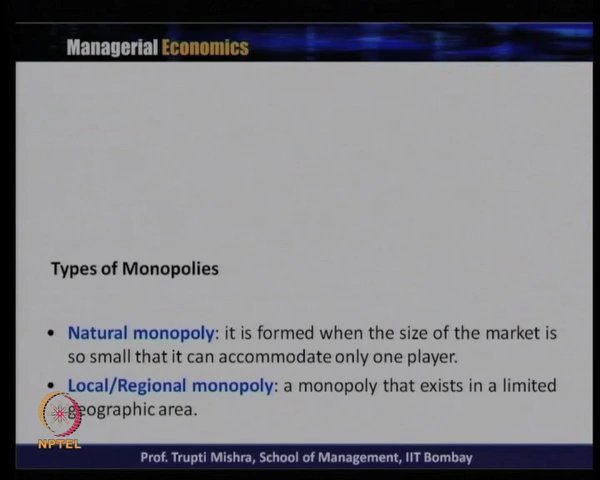 Managerial Economics
Types of Monopolies
• Natural monopoly: it is formed when the size of the market is
so small that it can accommodate only one player.
• Local/Regional monopoly: a monopoly that exists in a limited
geographic area.
NPTEL
Prof. Trupti Mishra, School of Management, IIT Bombay